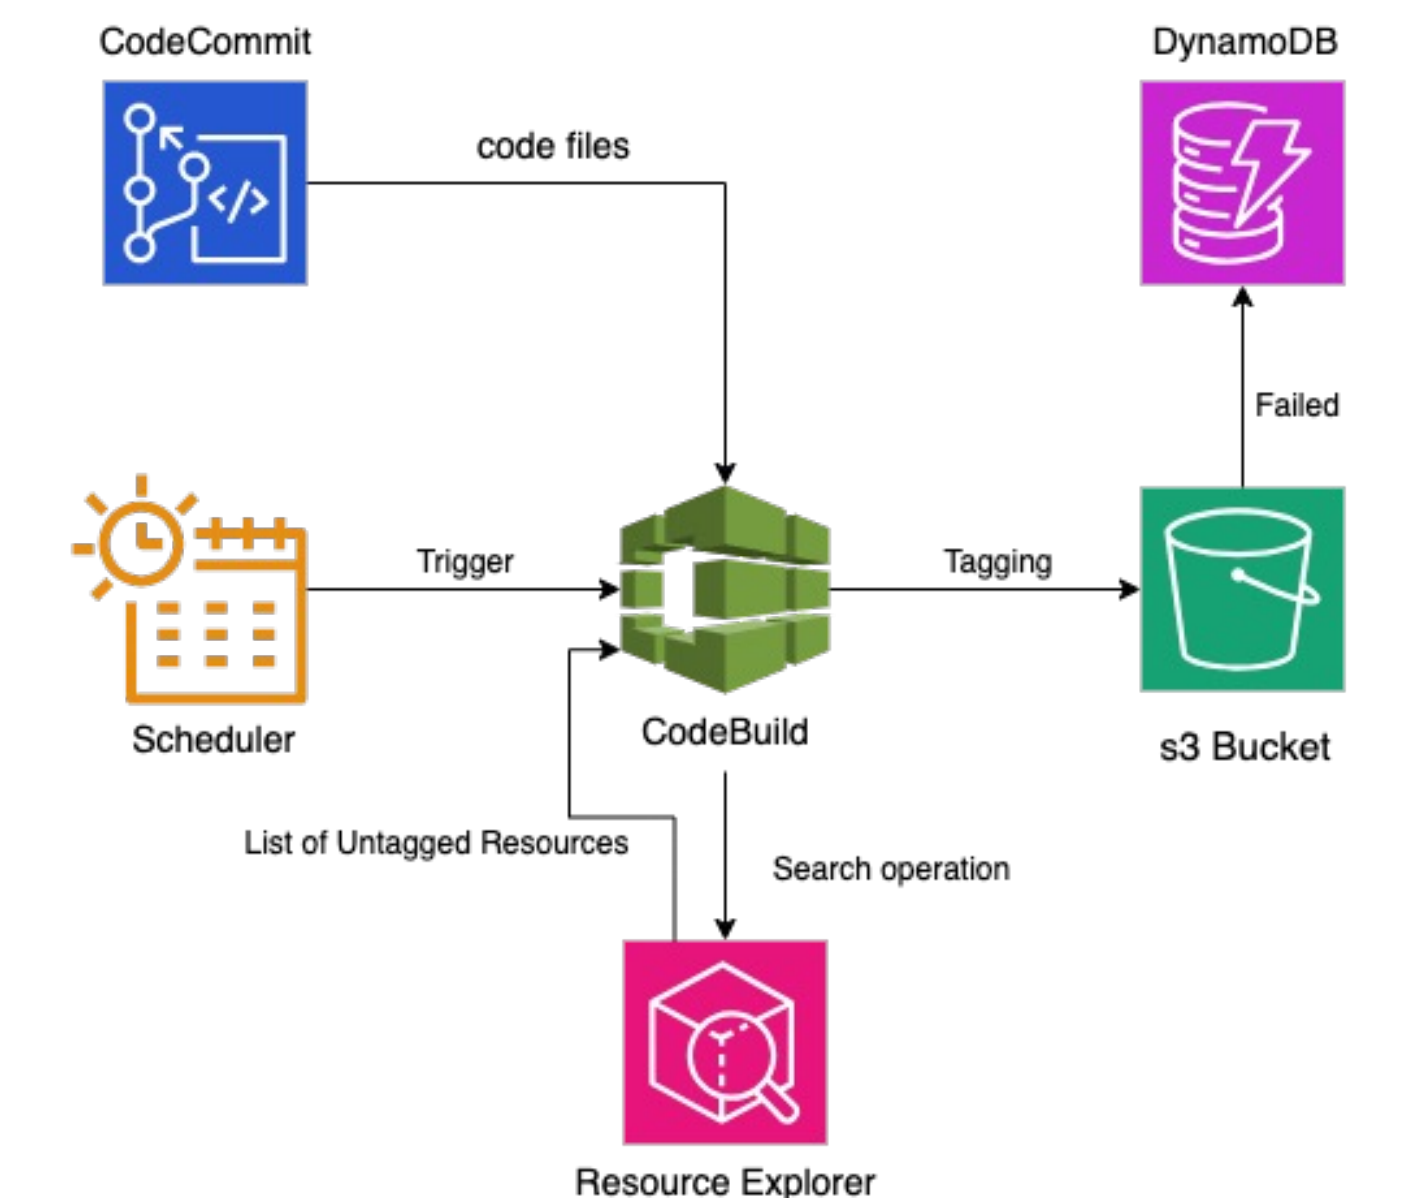 CodeCommit
DynamoDB
code files
</>
Failed
Trigger
Tagging
Scheduler
CodeBuild
s3 Bucket
List of Untagged Resources
Search operation
Resource Explorer